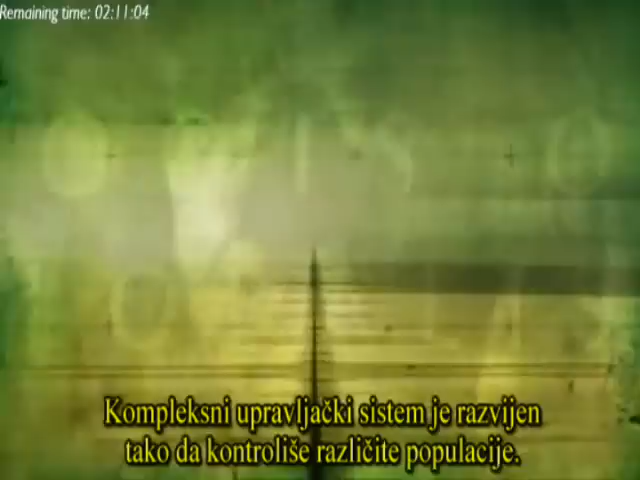 Remaining time: 02:11:04
Kompleksni upravljački sistem je razvijen
tako da kontroliše različite populacije.